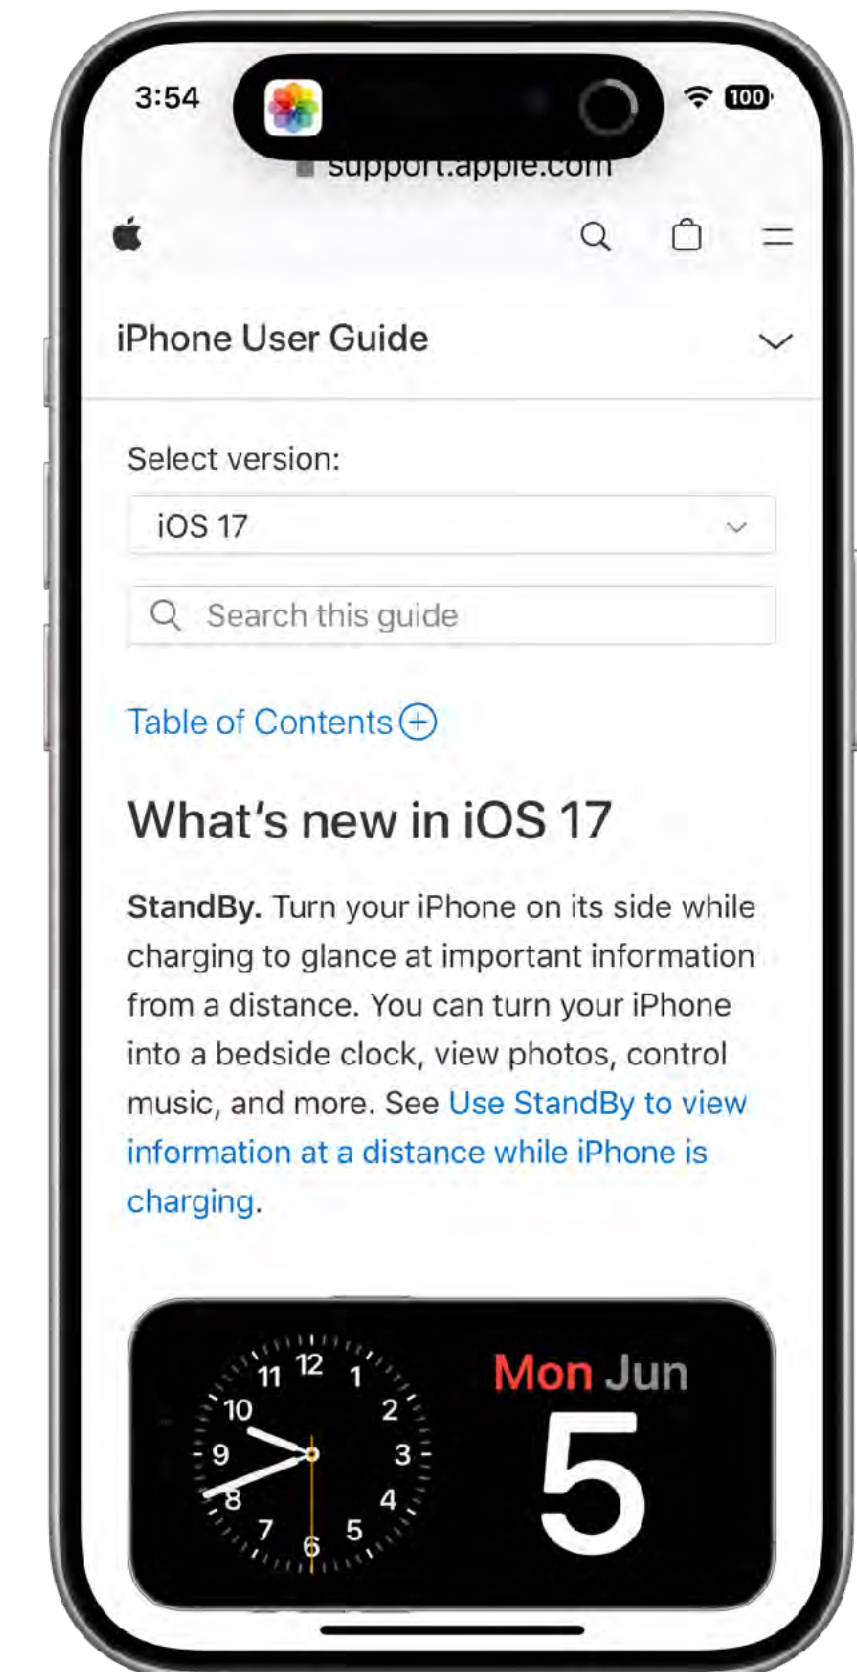 3:54
100
support.apple.com
iPhone User Guide
Select version:
iOS 17
Search this guide
Table of Contents
What's new in iOS 17
StandBy. Turn your iPhone on its side while
charging to glance at important information
from a distance. You can turn your iPhone
into a bedside clock, view photos, control
music, and more. See Use StandBy to view
information at a distance while iPhone is
charging.
11 12 1
10 2
9 3
8 4
7 6 5
Mon Jun
5